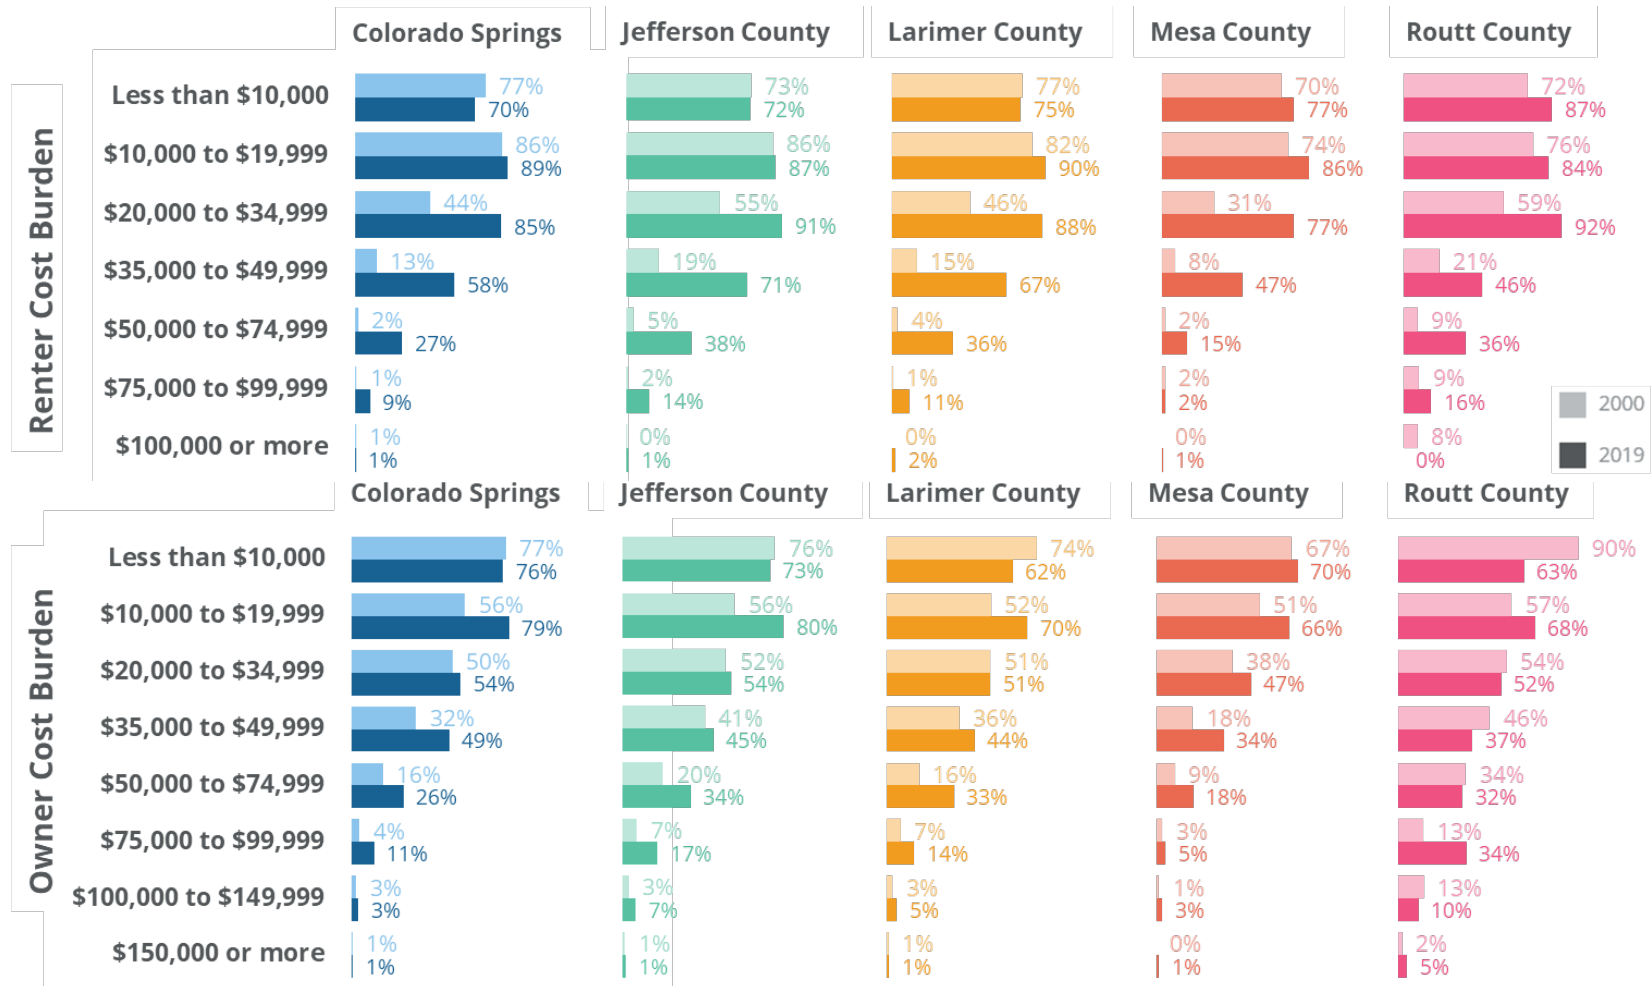 Colorado Springs Jefferson County Larimer County Mesa County Routt County
Renter Cost Burden
Less than $10,000 77% 73% 77% 70% 72%
70% 72% 75% 77% 87%
$10,000 to $19,999 86% 86% 82% 74% 76%
89% 87% 90% 86% 84%
$20,000 to $34,999 44% 55% 46% 31% 59%
85% 91% 88% 77% 92%
$35,000 to $49,999 13% 19% 15% 8% 21%
58% 71% 67% 47% 46%
$50,000 to $74,999 2% 5% 4% 2% 9%
27% 38% 36% 15% 36%
$75,000 to $99,999 1% 2% 1% 2% 9%
9% 14% 11% 2% 16%
2000
$100,000 or more 1% 0% 0% 0% 8%
1% 1% 2% 1% 0%
2019
Colorado Springs Jefferson County Larimer County Mesa County Routt County
Owner Cost Burden
Less than $10,000 77% 76% 74% 67% 90%
76% 73% 62% 70% 63%
$10,000 to $19,999 56% 56% 52% 51% 57%
79% 80% 70% 66% 68%
$20,000 to $34,999 50% 52% 51% 38% 54%
54% 54% 51% 47% 52%
$35,000 to $49,999 32% 41% 36% 18% 46%
49% 45% 44% 34% 37%
$50,000 to $74,999 16% 20% 16% 9% 34%
26% 34% 33% 18% 32%
$75,000 to $99,999 4% 7% 7% 3% 13%
11% 17% 14% 5% 34%
$100,000 to $149,999 3% 3% 3% 1% 13%
3% 7% 5% 3% 10%
$150,000 or more 1% 1% 1% 0% 2%
1% 1% 1% 1% 5%